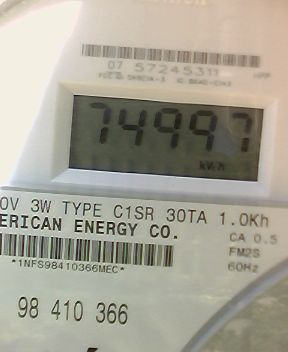 07 57245311
74997
kWh
0V 3W TYPE C1SR 30TA 1.0Kh
ERICAN ENERGY CO.
CA 0.5
FM2S
60Hz
*1NFS98410366MEC*
98 410 366